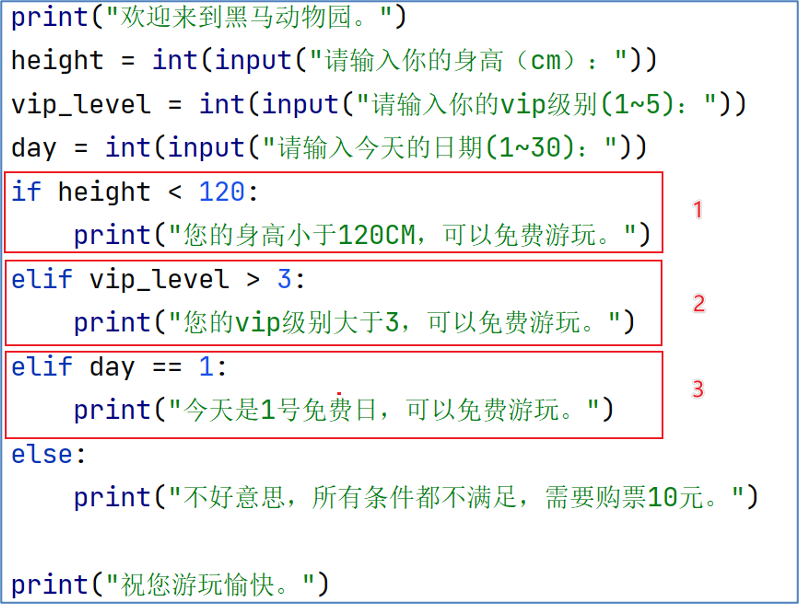 print("欢迎来到黑马动物园。")
height = int(input("请输入你的身高（cm）："))
vip_level = int(input("请输入你的vip级别(1~5)："))
day = int(input("请输入今天的日期(1~30)："))
if height < 120:
    print("您的身高小于120CM，可以免费游玩。")
1
elif vip_level > 3:
    print("您的vip级别大于3，可以免费游玩。")
2
elif day == 1:
    print("今天是1号免费日，可以免费游玩。")
3
else:
    print("不好意思，所有条件都不满足，需要购票10元。")
print("祝您游玩愉快。")